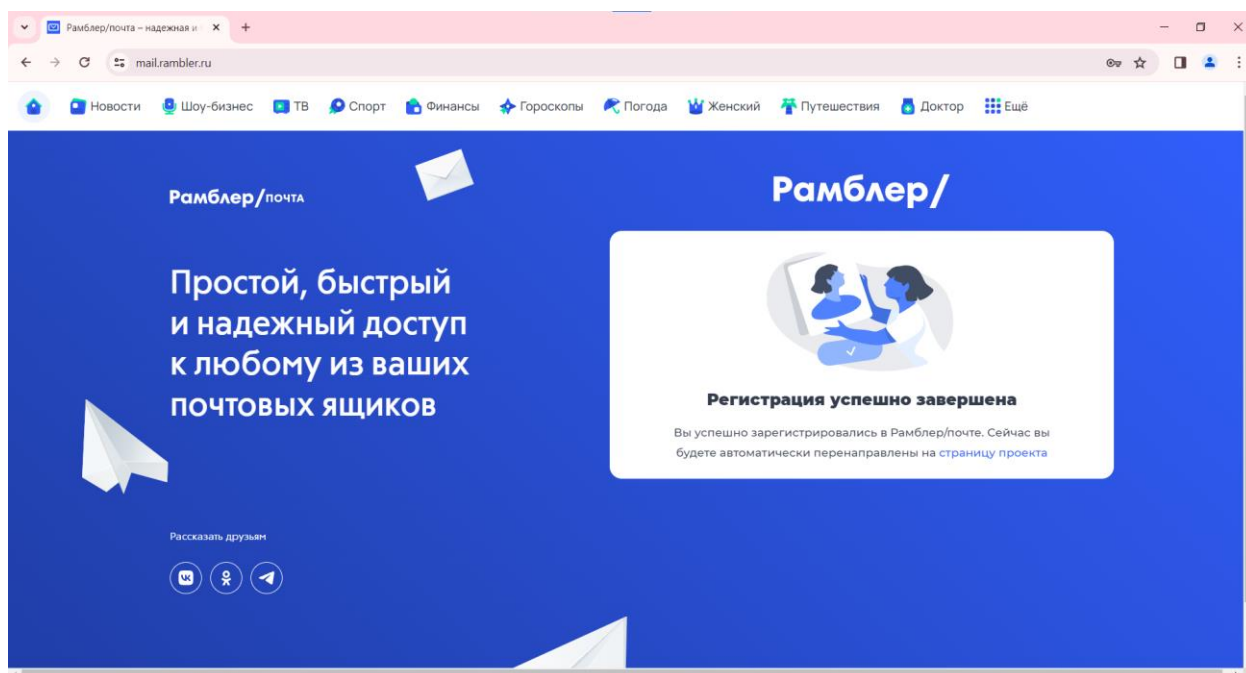 Рамблер/почта – надежная и
mail.rambler.ru
Новости Шоу-бизнес ТВ Спорт Финансы Гороскопы Погода Женский Путешествия Доктор Ещё
Рамблер/почта
Простой, быстрый
и надежный доступ
к любому из ваших
почтовых ящиков
Рассказать друзьям
Рамблер/
Регистрация успешно завершена
Вы успешно зарегистрировались в Рамблер/почте. Сейчас вы
будете автоматически перенаправлены на страницу проекта